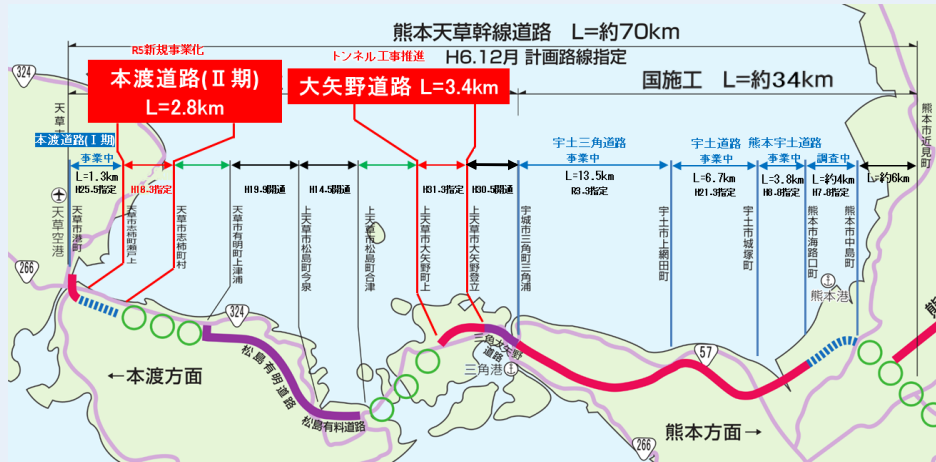 熊本天草幹線道路 L=約70km
H6.12月 計画路線指定
国施工 L=約34km
R5新規事業化
本渡道路(Ⅱ期)
L=2.8km
トンネル工事推進
大矢野道路 L=3.4km
本渡道路(Ⅰ期)
事業中
L=1.3km
H25.5指定
H18.3指定
H19.9開通
H14.5開通
H31.3指定
H30.5開通
宇土三角道路
事業中
L=13.5km
R3.3指定
宇土道路
事業中
L=6.7km
H21.3指定
熊本宇土道路
事業中
L=3.8km
H8.8指定
調査中
L=約4km
H7.8指定
L=約6km
天草市港町
天草市志柿町瀬戸上
天草市志柿町村
天草市有明町上津浦
上天草市松島町今泉
上天草市松島町合津
上天草市大矢野町上
上天草市大矢野登立
宇城市三角町三角浦
宇土市上網田町
宇土市城塚町
熊本市海路口町
熊本市中島町
熊本市近見町
天草空港
熊本港
三角港
324
266
324
57
266
←本渡方面
熊本方面→
松島有明道路
松島有料道路
三角大矢野
道路